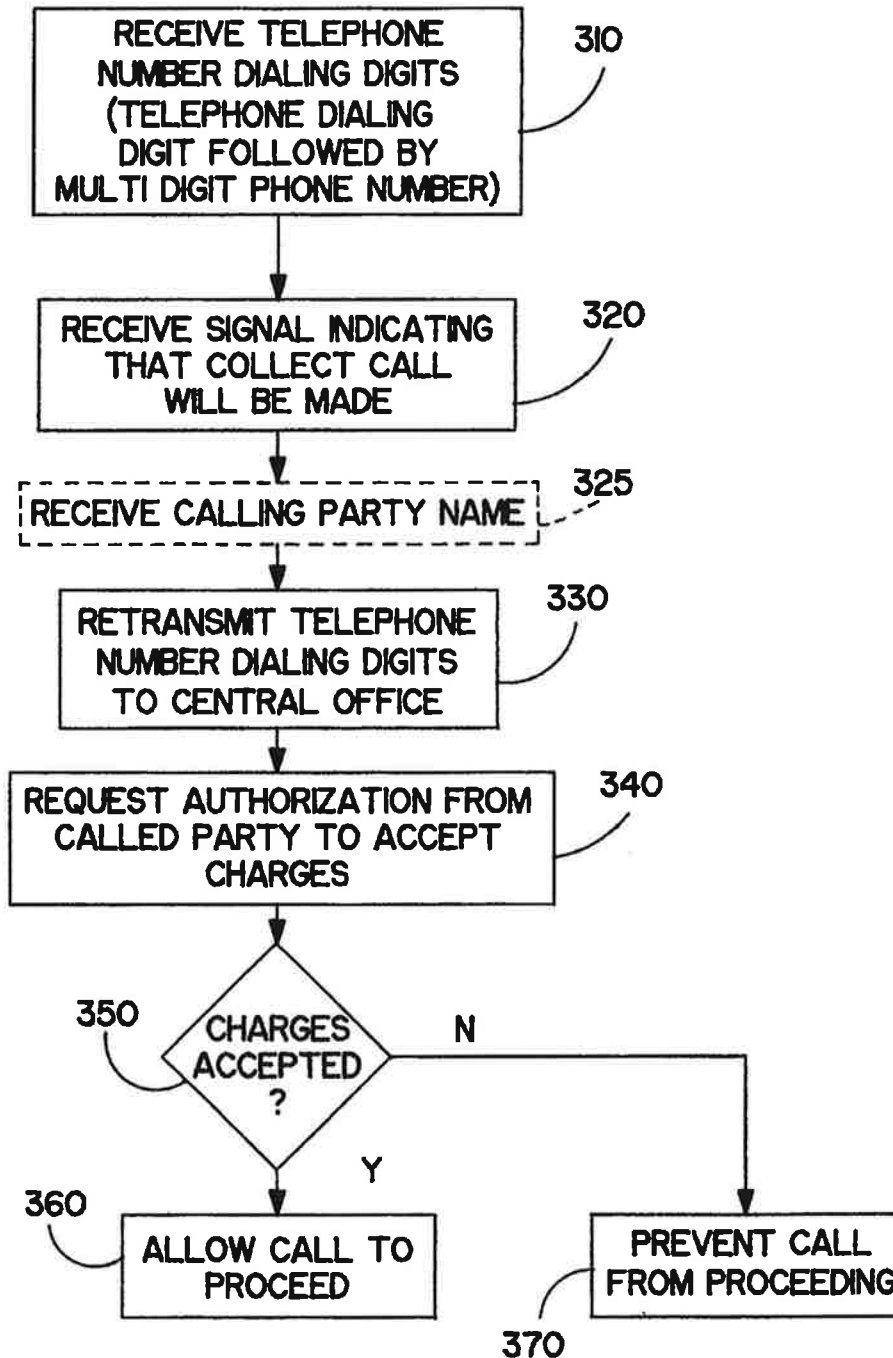 RECEIVE TELEPHONE
NUMBER DIALING DIGITS
(TELEPHONE DIALING
DIGIT FOLLOWED BY
MULTI DIGIT PHONE NUMBER)
310
RECEIVE SIGNAL INDICATING
THAT COLLECT CALL
WILL BE MADE
320
RECEIVE CALLING PARTY NAME
325
RETRANSMIT TELEPHONE
NUMBER DIALING DIGITS
TO CENTRAL OFFICE
330
REQUEST AUTHORIZATION FROM
CALLED PARTY TO ACCEPT
CHARGES
340
350
CHARGES
ACCEPTED
?
N
Y
360
ALLOW CALL TO
PROCEED
PREVENT CALL
FROM PROCEEDING
370